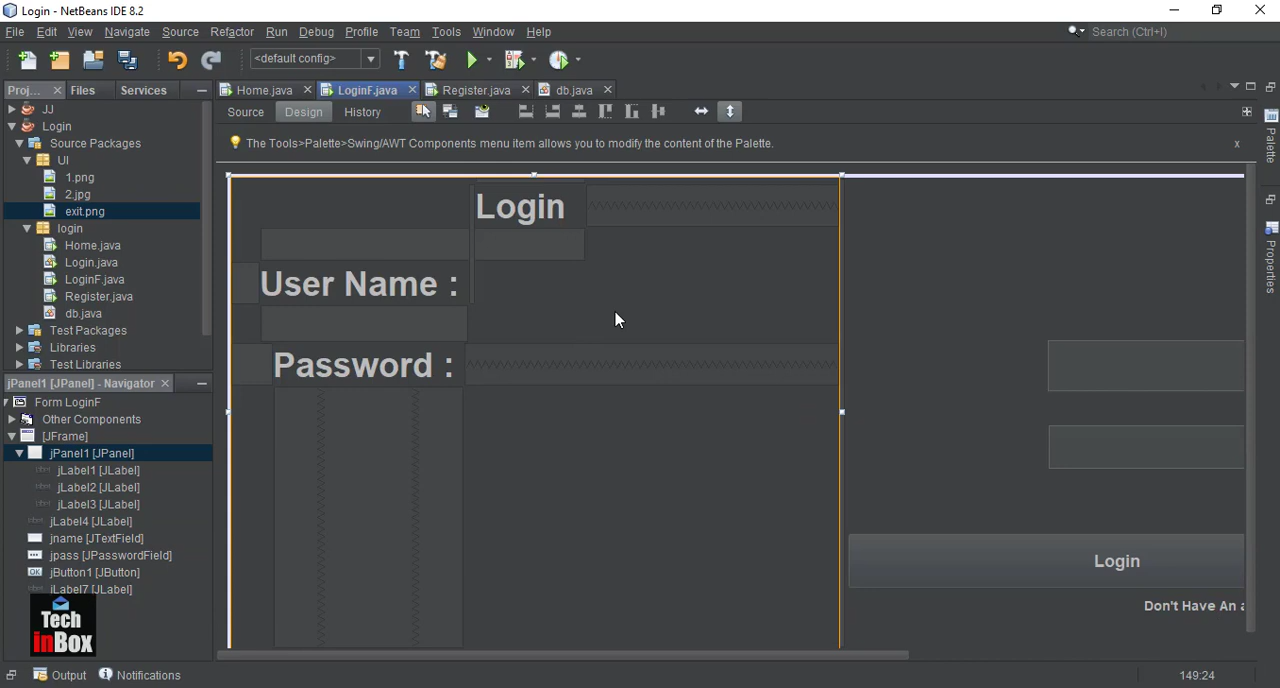 Login - NetBeans IDE 8.2
File Edit View Navigate Source Refactor Run Debug Profile Team Tools Window Help
Search (Ctrl+I)
<default config>
Proj... Files Services
Home.java LoginF.java Register.java db.java
JJ
Login
Source Packages
UI
1.png
2.jpg
exit.png
login
Home.java
Login.java
LoginF.java
Register.java
db.java
Test Packages
Libraries
Test Libraries
Source Design History
The Tools>Palette>Swing/AWT Components menu item allows you to modify the content of the Palette.
x
Palette
Properties
jPanel1 [JPanel] - Navigator
Form LoginF
Other Components
[JFrame]
jPanel1 [JPanel]
jLabel1 [JLabel]
jLabel2 [JLabel]
jLabel3 [JLabel]
jLabel4 [JLabel]
jname [JTextField]
jpass [JPasswordField]
jButton1 [JButton]
jLabel7 [JLabel]
Tech
inBox
Login
User Name :
Password :
Login
Don't Have An a
Output Notifications
149:24